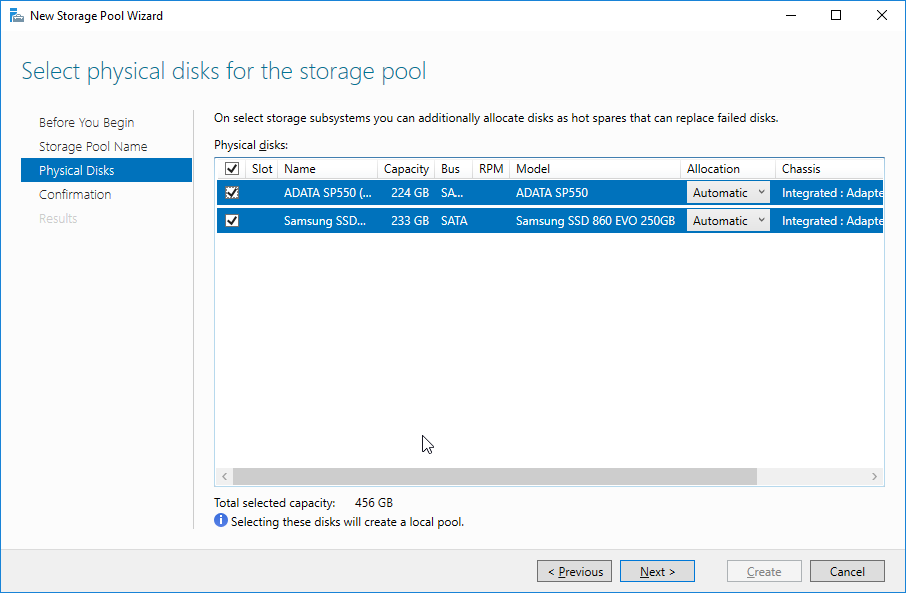 New Storage Pool Wizard
Select physical disks for the storage pool
Before You Begin
Storage Pool Name
Physical Disks
Confirmation
Results
On select storage subsystems you can additionally allocate disks as hot spares that can replace failed disks.
Physical disks:
Slot Name Capacity Bus RPM Model Allocation Chassis
ADATA SP550 (... 224 GB SA... ADATA SP550 Automatic Integrated : Adapte
Samsung SSD... 233 GB SATA Samsung SSD 860 EVO 250GB Automatic Integrated : Adapte
Total selected capacity: 456 GB
Selecting these disks will create a local pool.
< Previous Next > Create Cancel